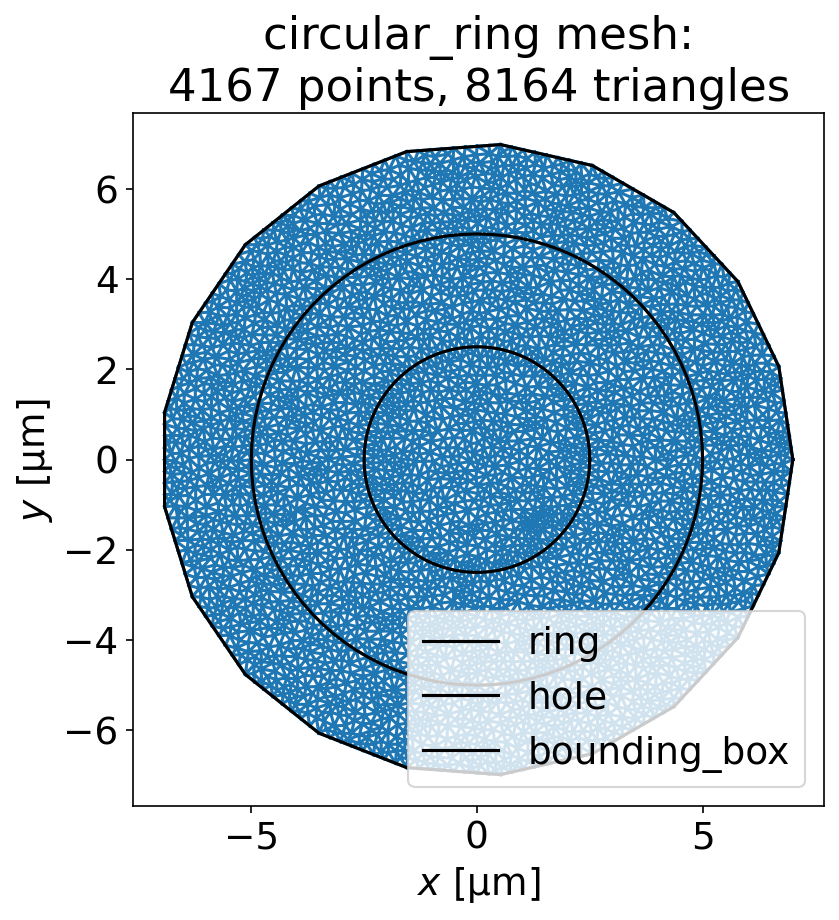 circular_ring mesh:
4167 points, 8164 triangles
6
4
2
0
−2
−4
−6
y [μm]
ring
hole
bounding_box
−5
0
5
x [μm]